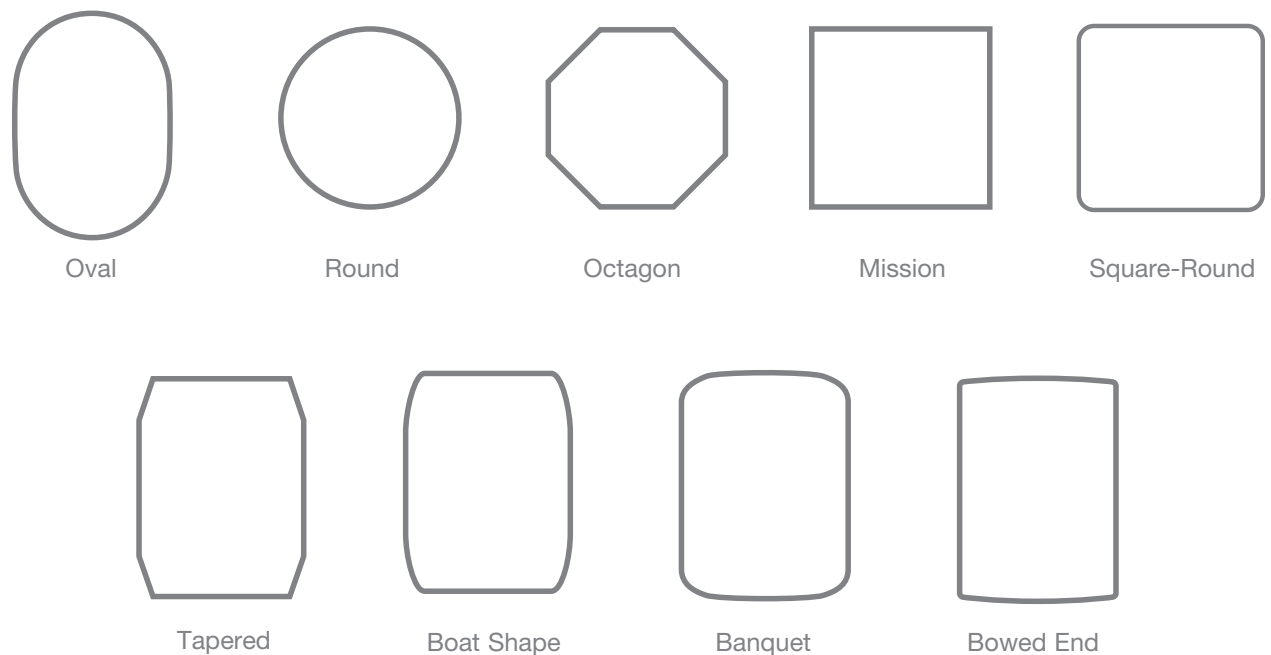 Oval
Round
Octagon
Mission
Square-Round
Tapered
Boat Shape
Banquet
Bowed End